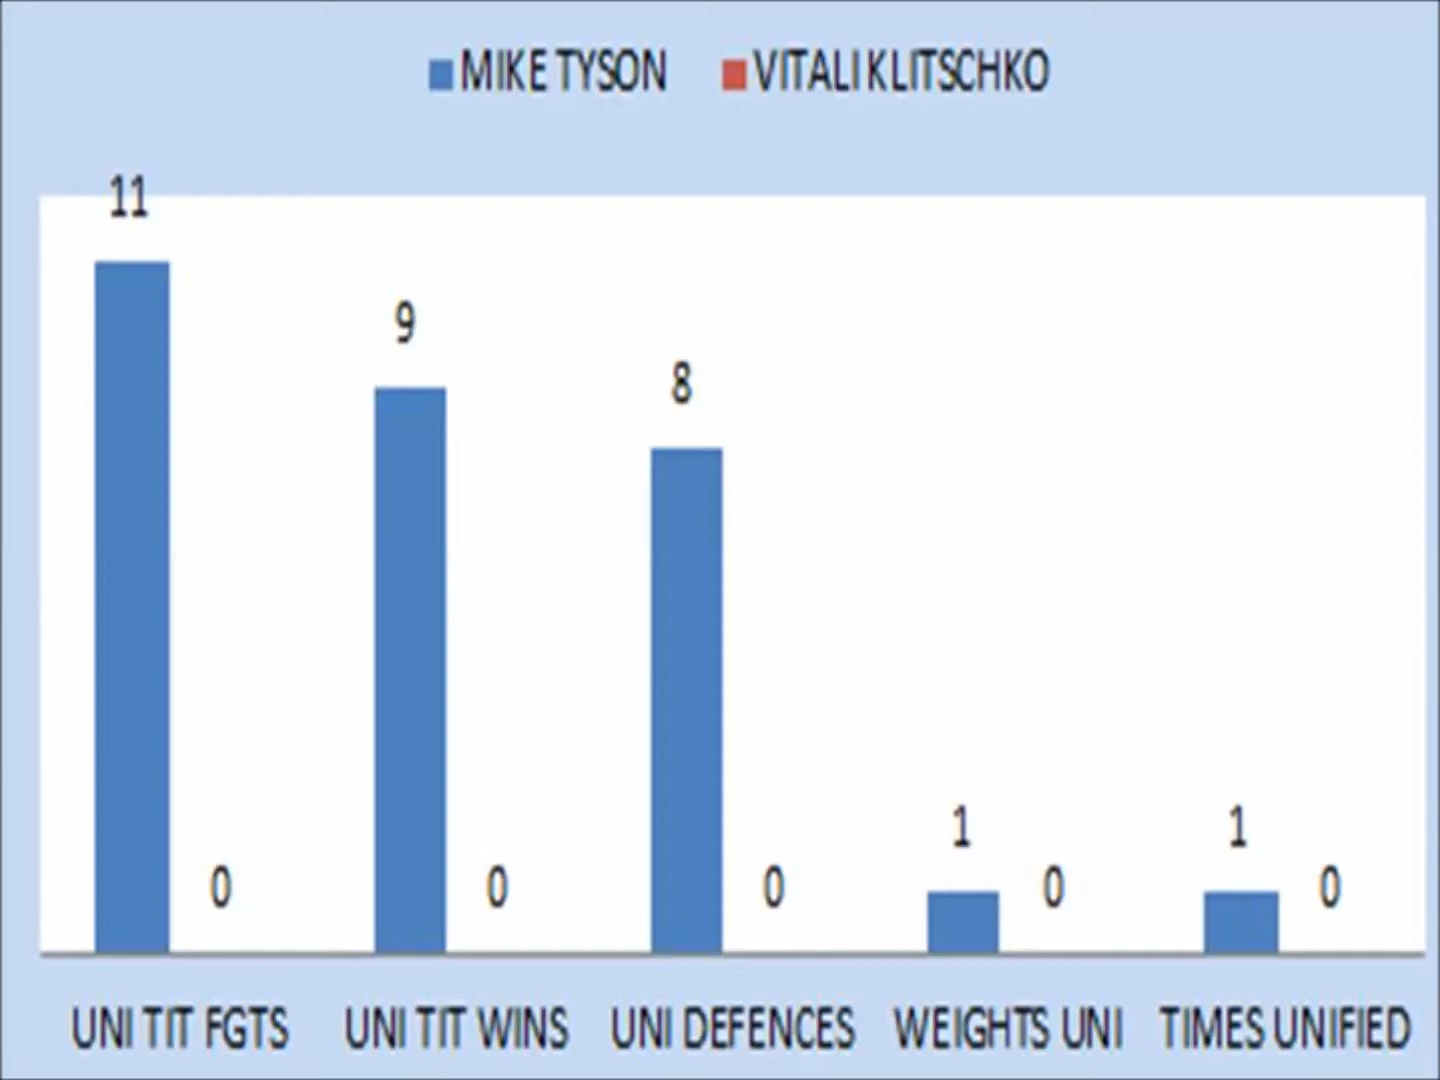 MIKE TYSON VITALI KLITSCHKO
11
9
8
1 1
0 0 0 0 0
UNI TIT FGTS UNI TIT WINS UNI DEFENCES WEIGHTS UNI TIMES UNIFIED